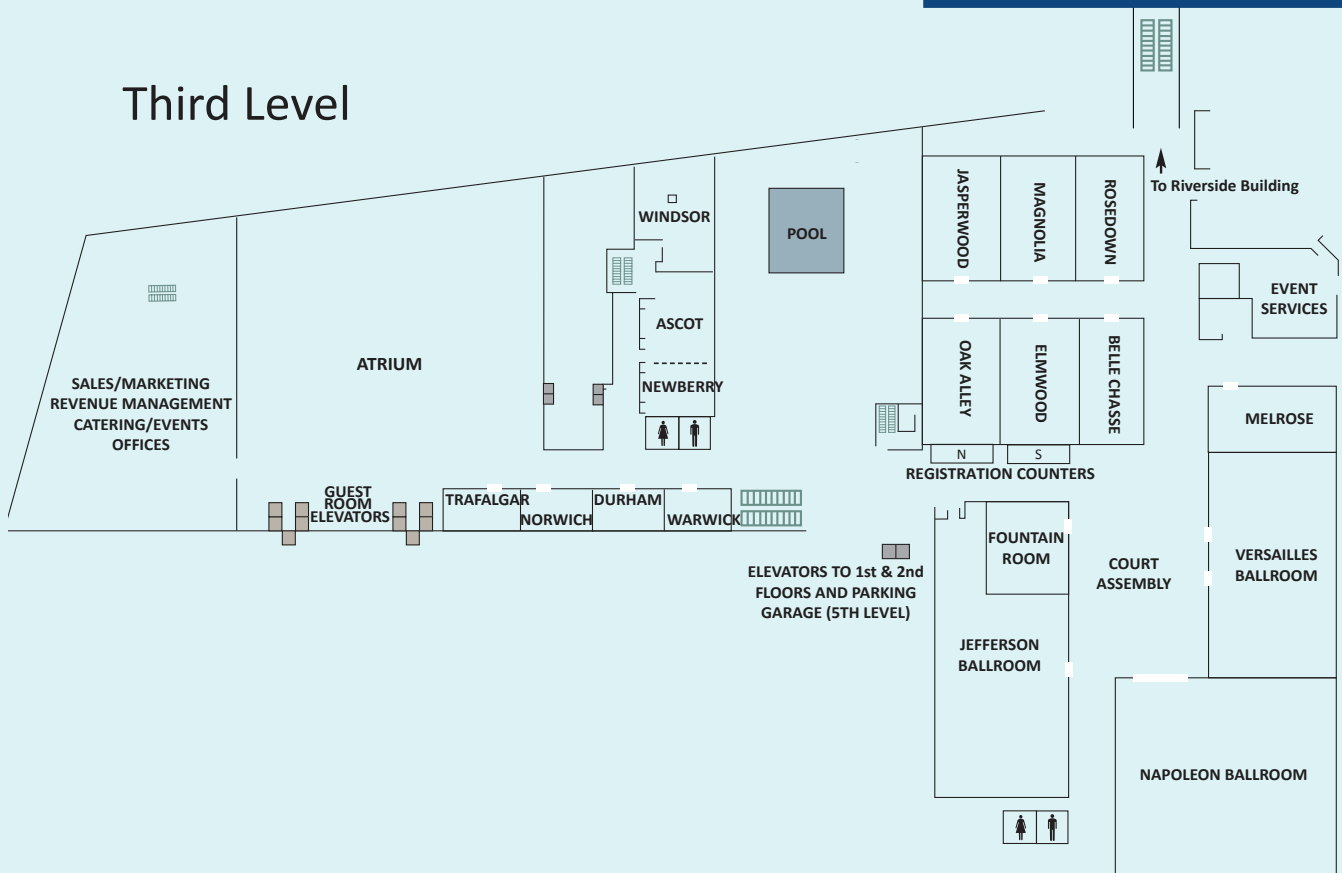 Third Level
JASPERWOOD
MAGNOLIA
ROSEDOWN
To Riverside Building
WINDSOR
POOL
EVENT
SERVICES
ASCOT
ATRIUM
OAK ALLEY
ELMWOOD
BELLE CHASSE
SALES/MARKETING
REVENUE MANAGEMENT
CATERING/EVENTS
OFFICES
NEWBERRY
MELROSE
N
S
REGISTRATION COUNTERS
GUEST
ROOM
ELEVATORS
TRAFALGAR
NORWICH
DURHAM
WARWICK
FOUNTAIN
ROOM
COURT
ASSEMBLY
VERSAILLES
BALLROOM
ELEVATORS TO 1st & 2nd
FLOORS AND PARKING
GARAGE (5TH LEVEL)
JEFFERSON
BALLROOM
NAPOLEON BALLROOM